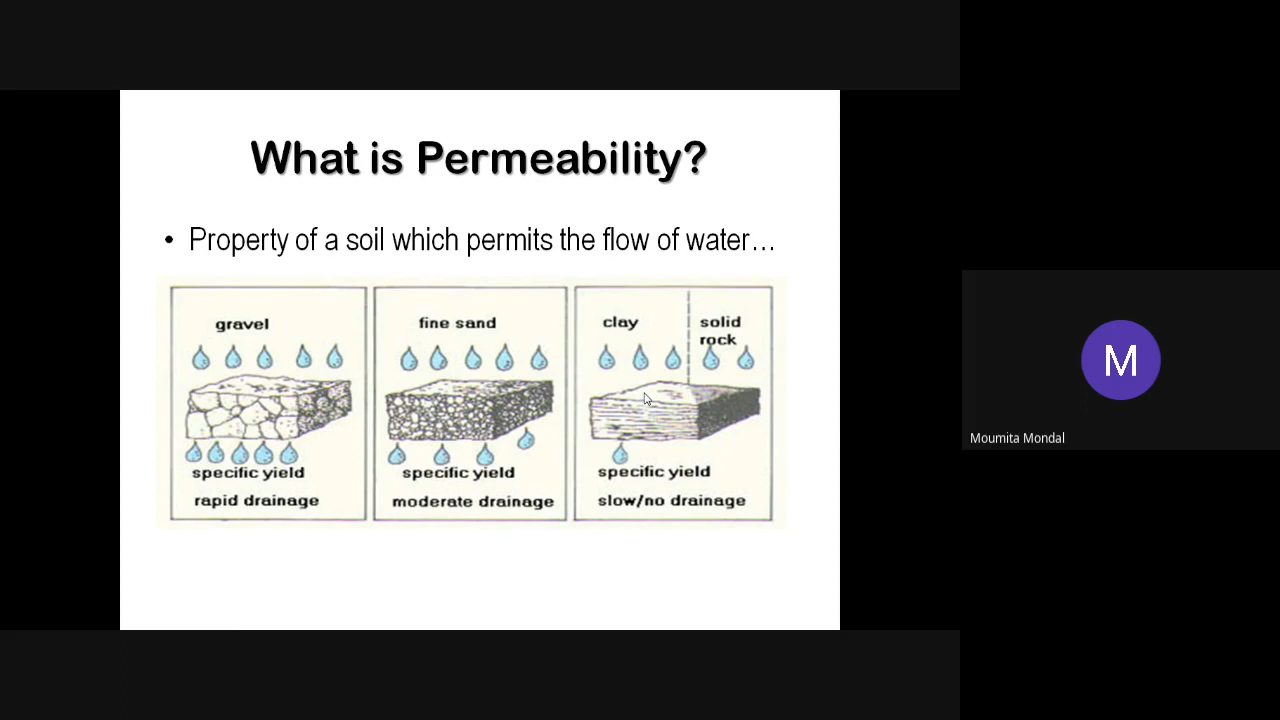 What is Permeability?
• Property of a soil which permits the flow of water…
gravel
specific yield
rapid drainage
fine sand
specific yield
moderate drainage
clay
solid
rock
specific yield
slow/no drainage
M
Moumita Mondal